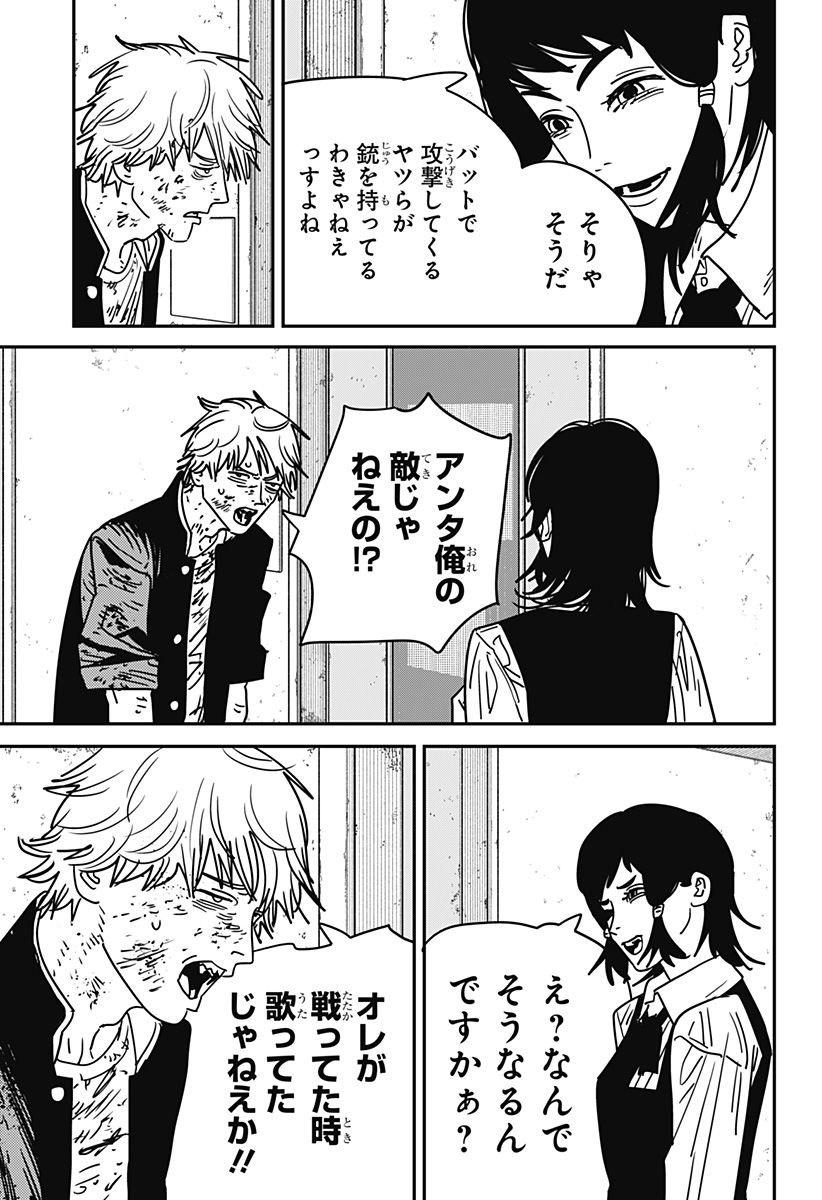 そりゃ
そうだ
バットで
攻撃してくる
ヤツらが
銃を持ってる
わきゃねえ
っすよね
アンタ俺の
敵じゃ
ねえの!?
え?なんで
そうなるん
ですかぁ?
オレが
戦ってた時
歌ってた
じゃねえか!!